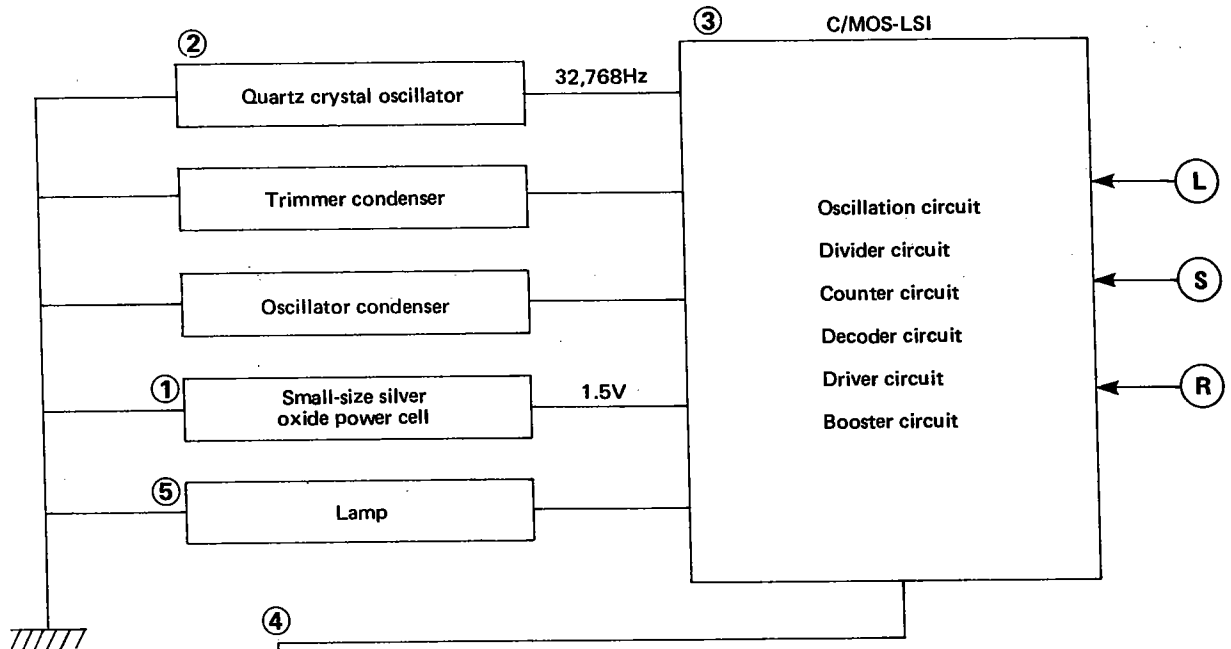 ③ C/MOS-LSI
②
Quartz crystal oscillator
32,768Hz
Trimmer condenser
Oscillator condenser
①
Small-size silver
oxide power cell
1.5V
⑤
Lamp
Oscillation circuit
Divider circuit
Counter circuit
Decoder circuit
Driver circuit
Booster circuit
L
S
R
④